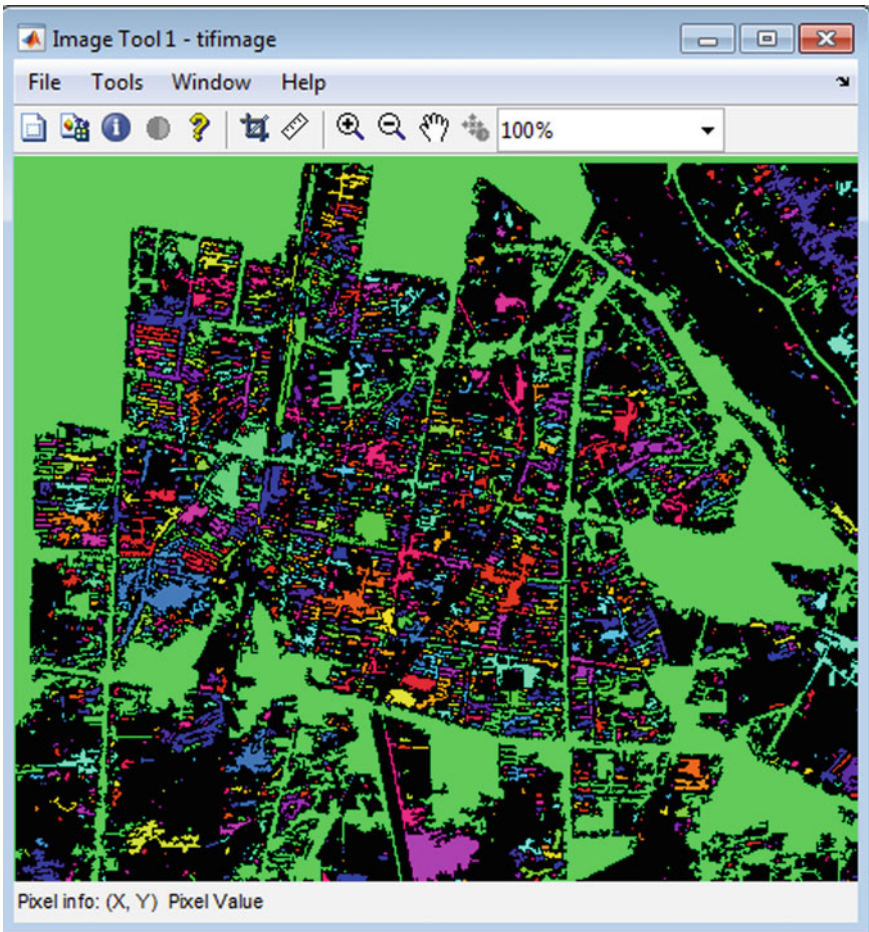 Image Tool 1 - tifimage
File Tools Window Help
100%
Pixel info: (X, Y) Pixel Value